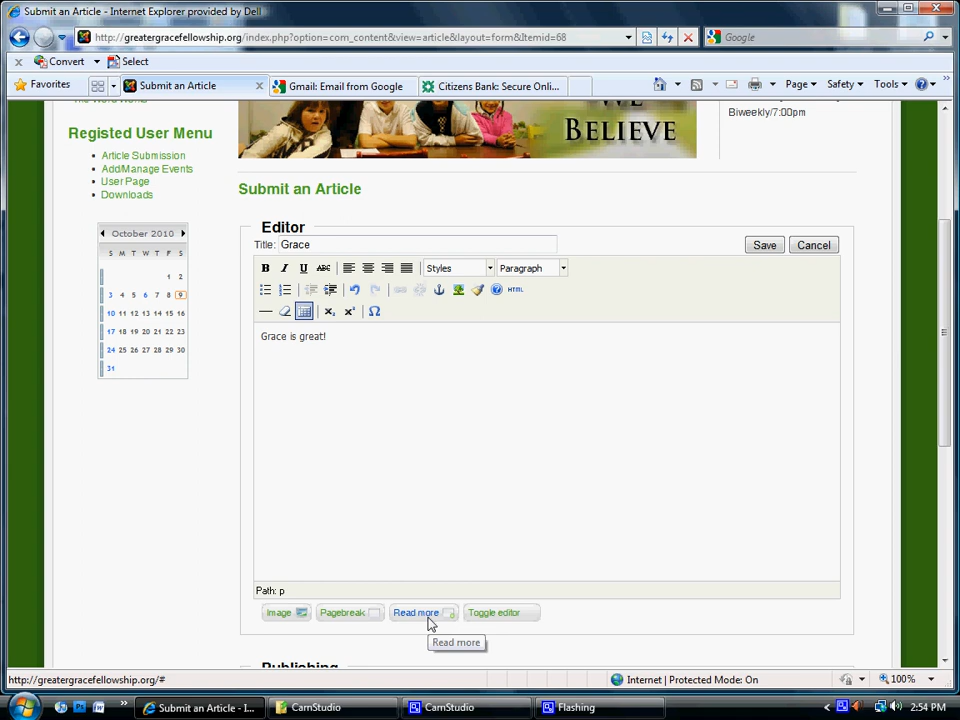 Submit an Article - Internet Explorer provided by Dell
http://greatergracefellowship.org/index.php?option=com_content&view=article&layout=form&Itemid=68
Google
Convert Select
Favorites Submit an Article Gmail: Email from Google Citizens Bank: Secure Onli... Page Safety Tools
WE
BELIEVE
Biweekly/7:00pm
Registed User Menu
Article Submission
Add/Manage Events
User Page
Downloads
October 2010
S M T W T F S
1 2
3 4 5 6 7 8 9
10 11 12 13 14 15 16
17 18 19 20 21 22 23
24 25 26 27 28 29 30
31
Submit an Article
Editor
Title: Grace Save Cancel
B I U ABC Styles Paragraph
HTML
X₂ X² Ω
Grace is great!
Path: p
Image Pagebreak Read more Toggle editor
Read more
Publishing
http://greatergracefellowship.org/# Internet | Protected Mode: On 100%
Submit an Article - I... CamStudio CamStudio Flashing 2:54 PM